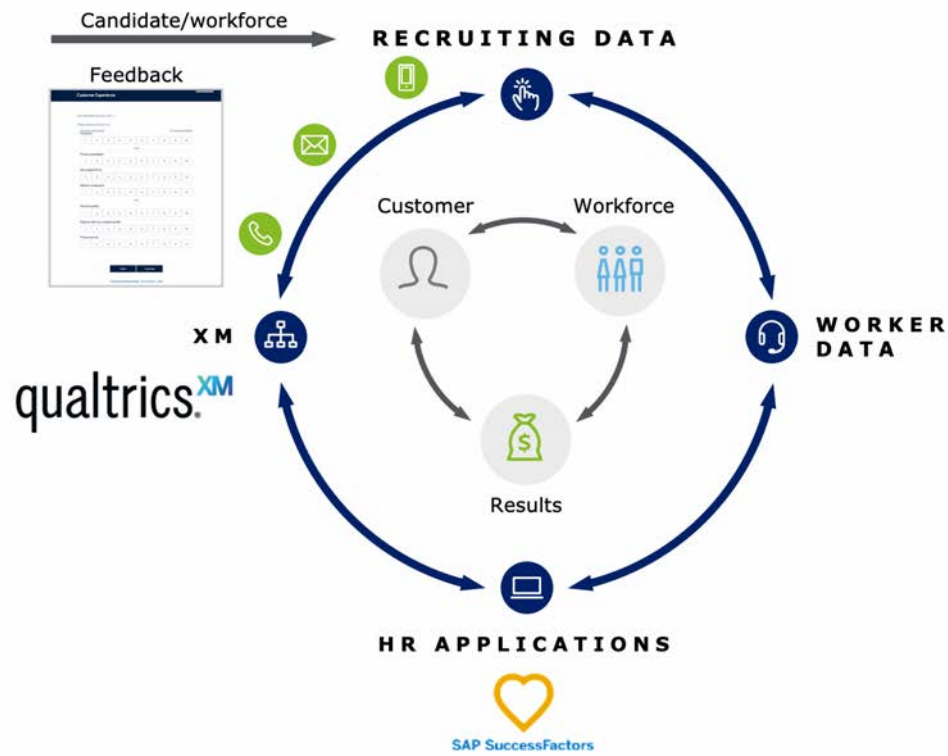 Candidate/workforce
RECRUITING DATA
Feedback
Customer Experience
Customer
Workforce
XM
qualtrics.XM
WORKER
DATA
$
Results
HR APPLICATIONS
SAP SuccessFactors